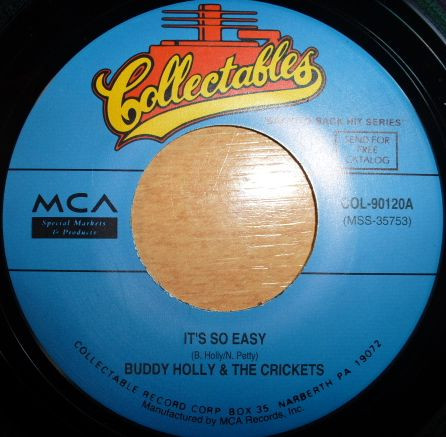 Collectables
"BACK TO BACK HIT SERIES"
SEND FOR
FREE
CATALOG
MCA
Special Markets
& Products
COL-90120A
(MSS-35753)
IT'S SO EASY
(B. Holly/N. Petty)
BUDDY HOLLY & THE CRICKETS
COLLECTABLE RECORD CORP BOX 35, NARBERTH PA 19072
Manufactured by MCA Records, Inc.